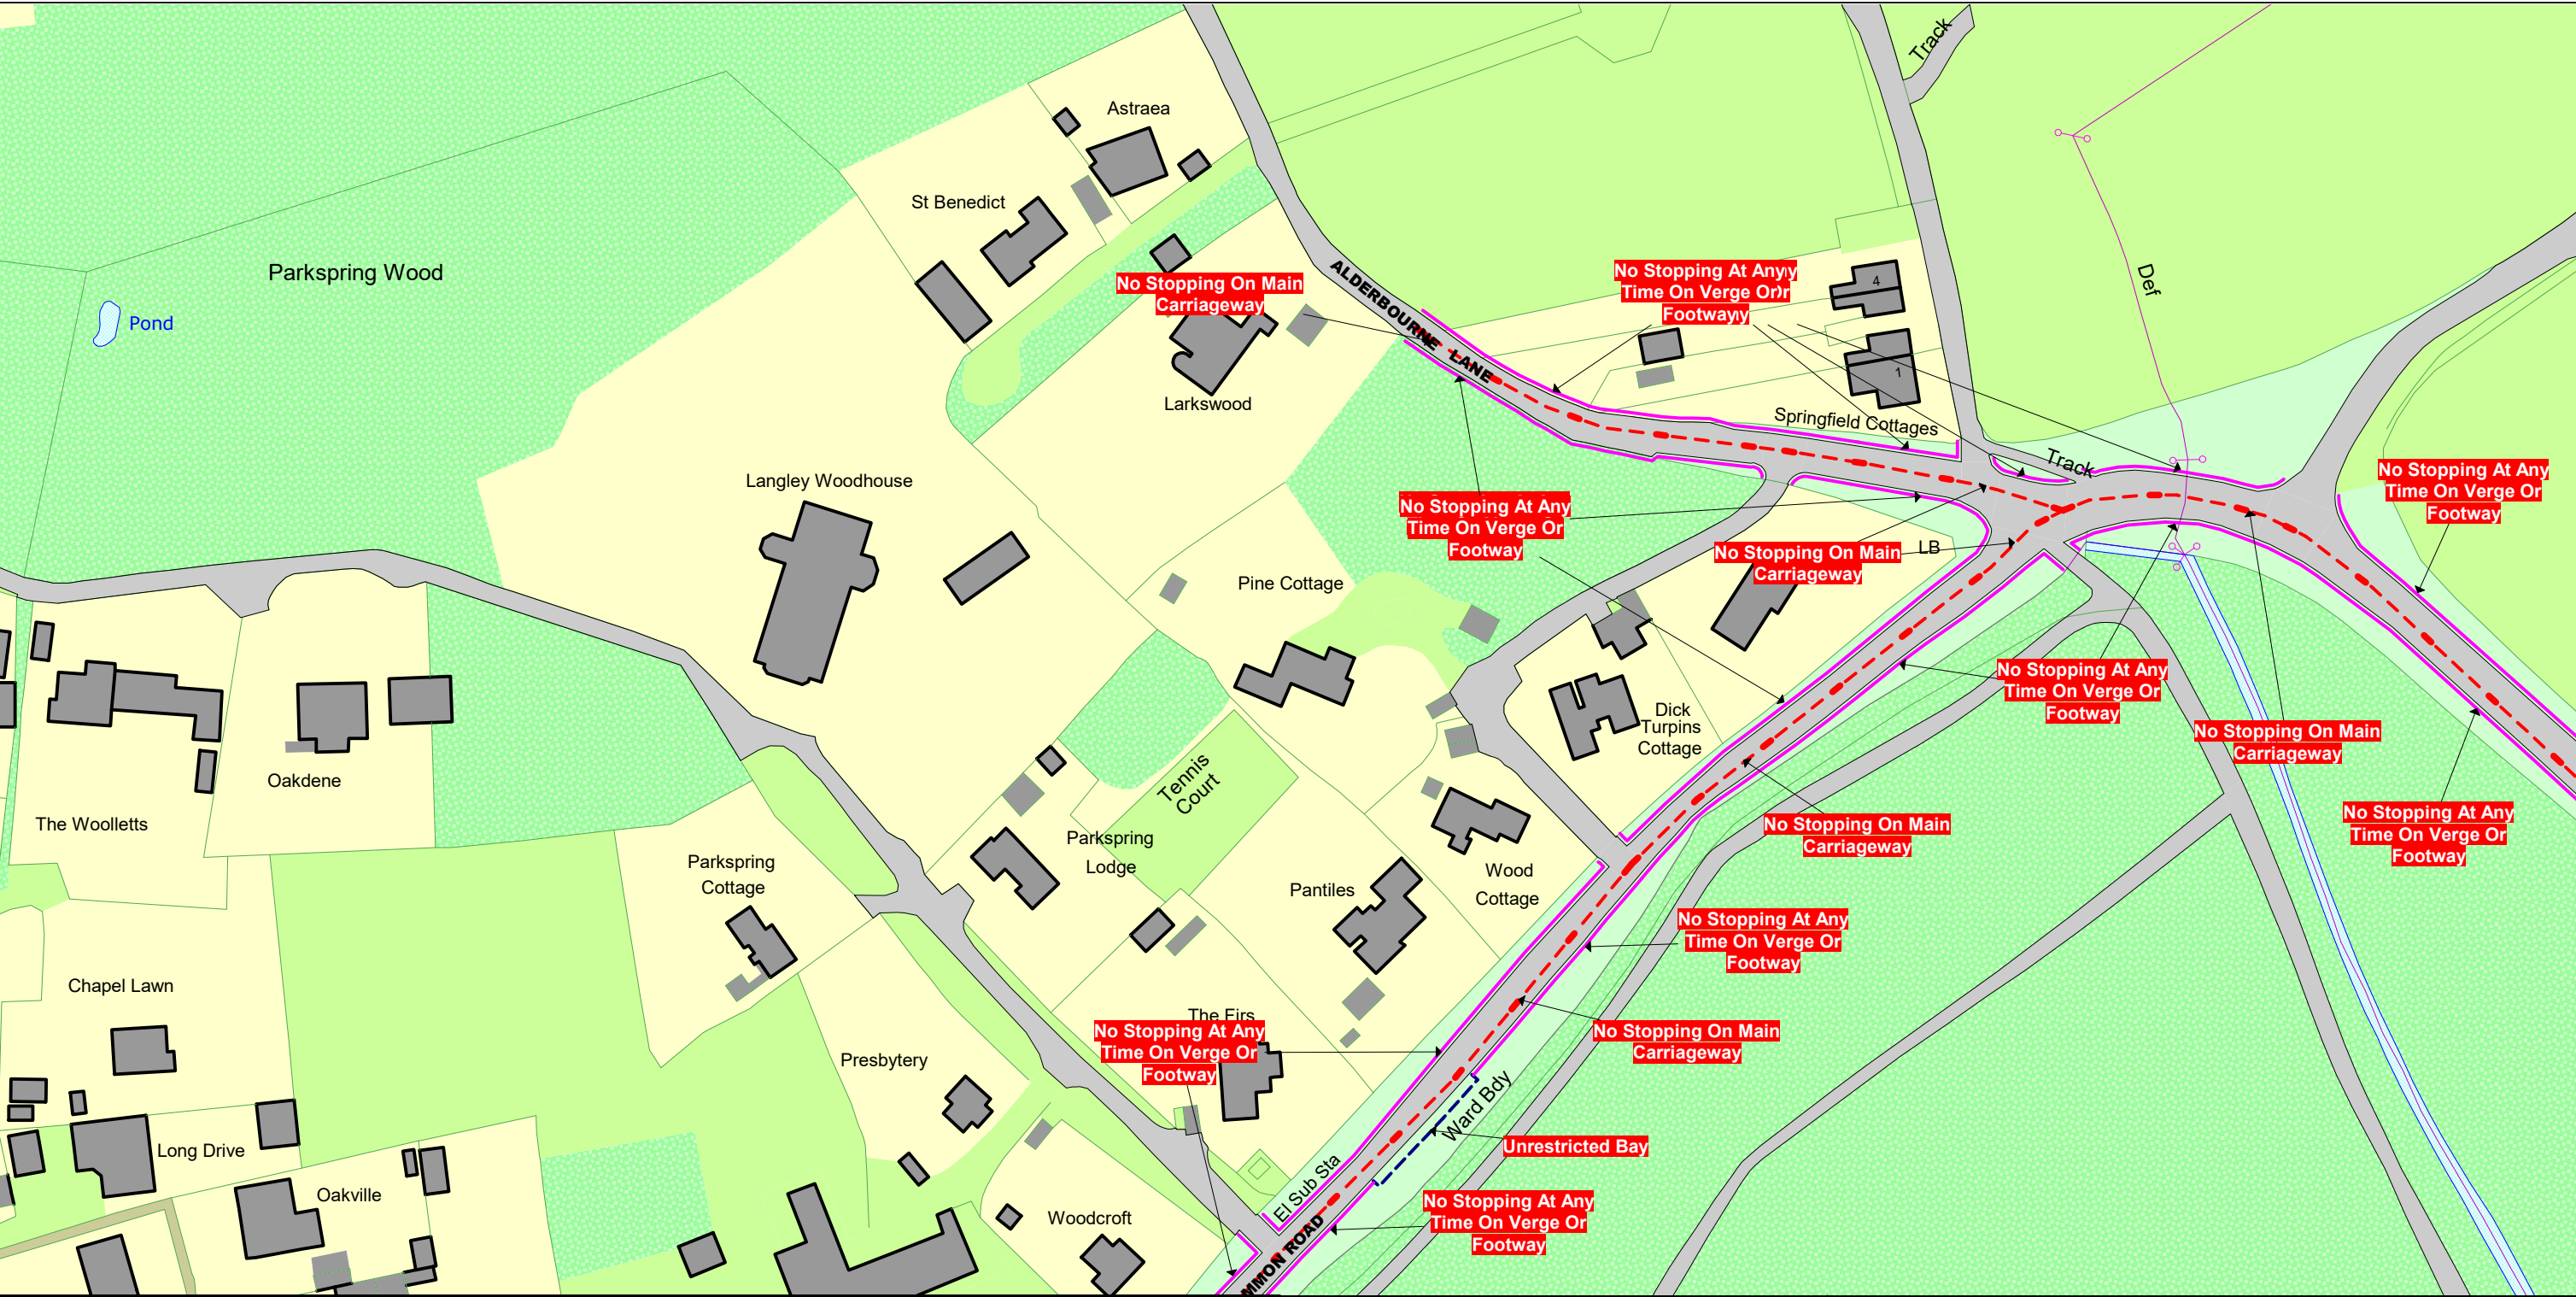 Track
Astraea
St Benedict
Parkspring Wood
Pond
No Stopping On Main
Carriageway
ALDERBOURNE LANE
No Stopping At Any
Time On Verge Or
Footway
4
1
Def
Larkswood
Springfield Cottages
Track
Langley Woodhouse
No Stopping At Any
Time On Verge Or
Footway
No Stopping At Any
Time On Verge Or
Footway
LB
No Stopping On Main
Carriageway
Pine Cottage
No Stopping At Any
Time On Verge Or
Footway
Dick
Turpins
Cottage
No Stopping On Main
Carriageway
Tennis
Court
Oakdene
The Woolletts
Parkspring
Lodge
No Stopping On Main
Carriageway
No Stopping At Any
Time On Verge Or
Footway
Parkspring
Cottage
Pantiles
Wood
Cottage
No Stopping At Any
Time On Verge Or
Footway
Chapel Lawn
The Firs
No Stopping At Any
Time On Verge Or
Footway
No Stopping On Main
Carriageway
Presbytery
Ward Bdy
Unrestricted Bay
Long Drive
Oakville
El Sub Sta
Woodcroft
No Stopping At Any
Time On Verge Or
Footway
MMON ROAD